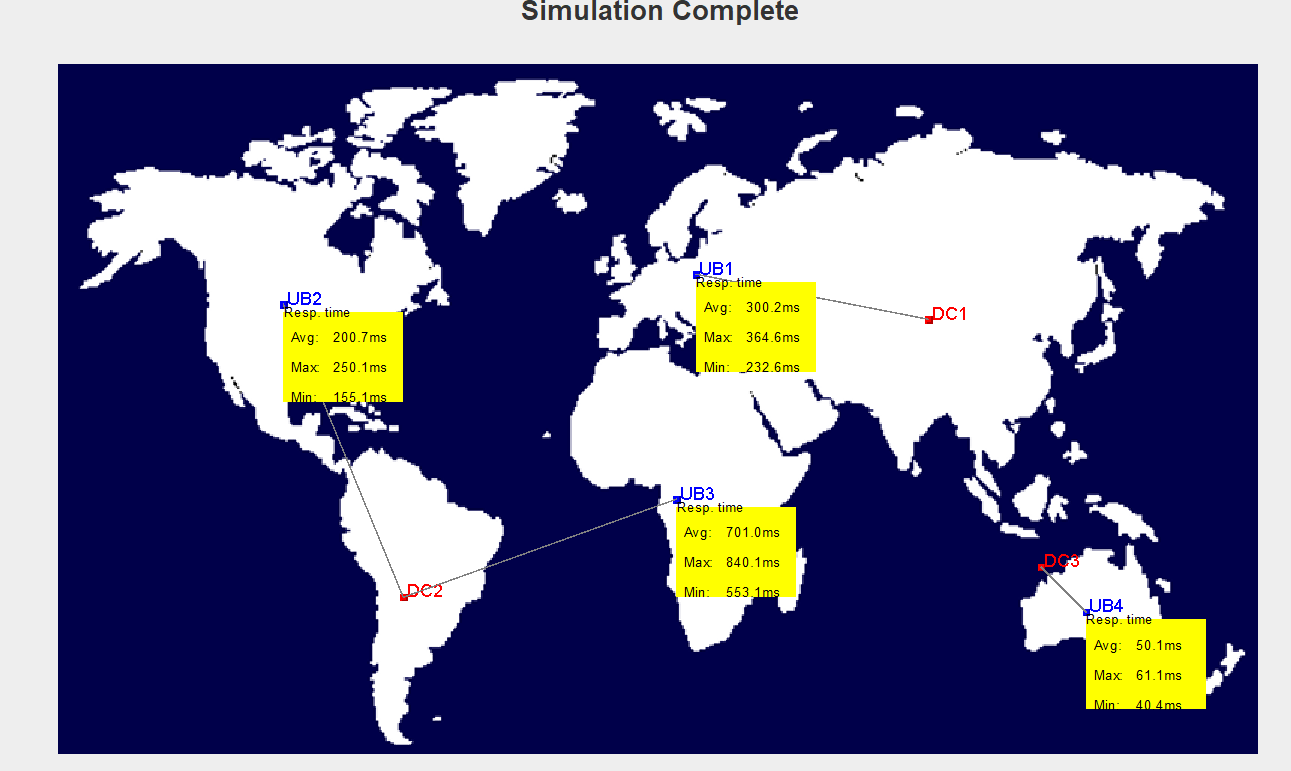 Simulation Complete
UB1
Resp. time
Avg: 300.2ms
Max: 364.6ms
Min: 232.6ms
DC1
UB2
Resp. time
Avg: 200.7ms
Max: 250.1ms
Min: 155.1ms
UB3
Resp. time
Avg: 701.0ms
Max: 840.1ms
Min: 553.1ms
DC2
DC3
UB4
Resp. time
Avg: 50.1ms
Max: 61.1ms
Min: 40.4ms